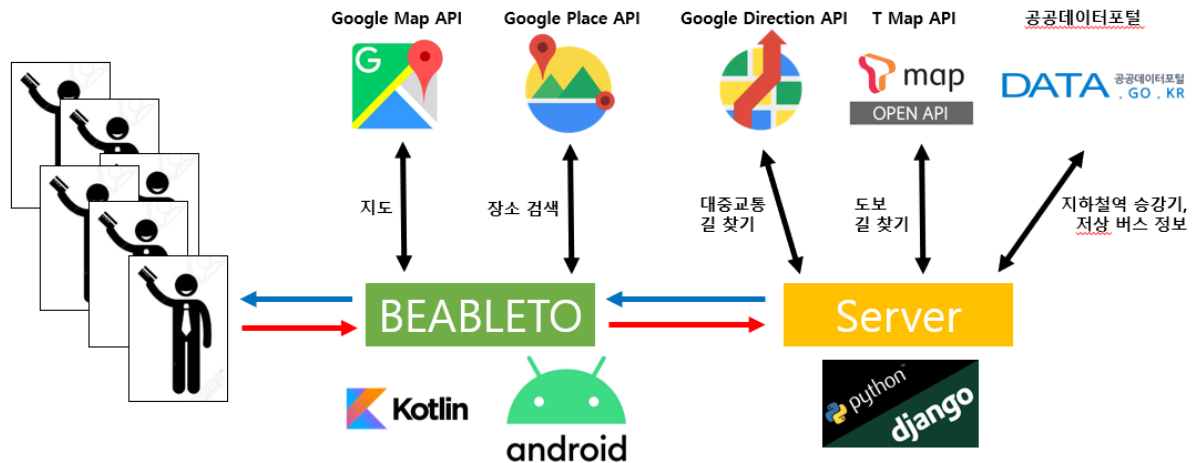 Google Map API
Google Place API
Google Direction API
T Map API
공공데이터포털
G
map
OPEN API
DATA 공공데이터포털
.GO.KR
지도
장소 검색
대중교통
길 찾기
도보
길 찾기
지하철역 승강기,
저상 버스 정보
BEABLETO
Server
Kotlin
android
python™
django